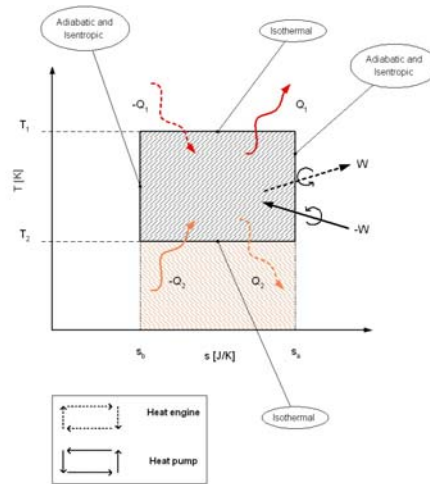 Adiabatic and
Isentropic
Isothermal
Adiabatic and
Isentropic
-Q1
Q1
T1
W
T [K]
-W
T2
-Q2
Q2
sb
s [J/K]
sa
Isothermal
Heat engine
Heat pump